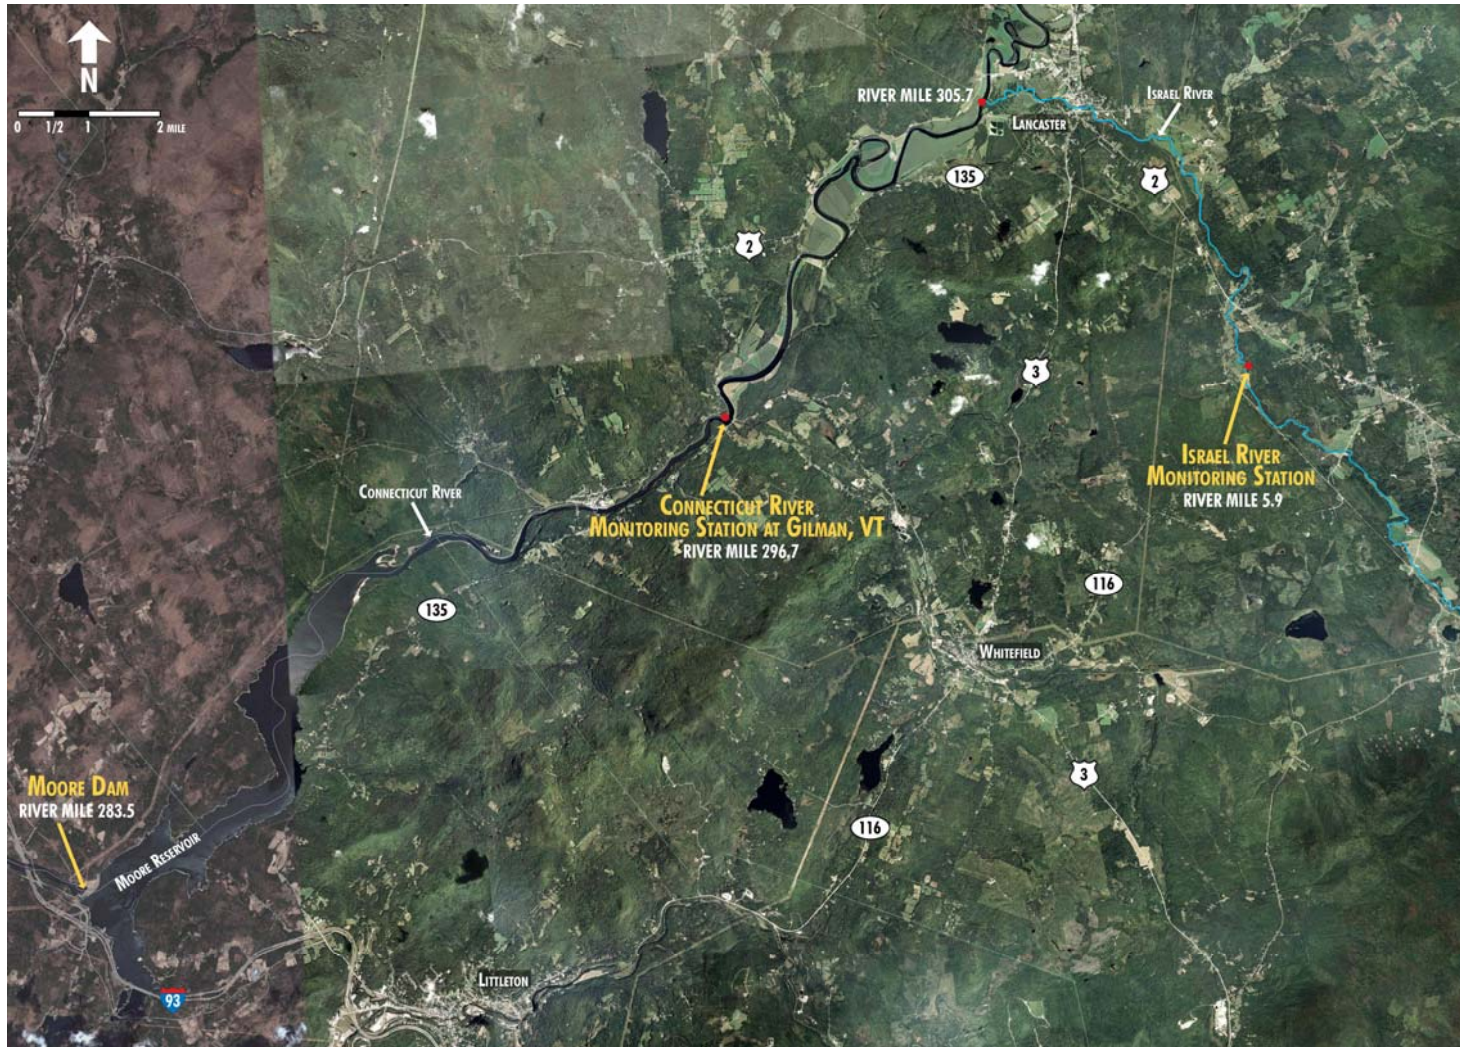 N
0 1/2 1 2 MILE
RIVER MILE 305.7
ISRAEL RIVER
LANCASTER
135
2
2
3
CONNECTICUT RIVER
CONNECTICUT RIVER
MONITORING STATION AT GILMAN, VT
RIVER MILE 296.7
ISRAEL RIVER
MONITORING STATION
RIVER MILE 5.9
116
135
WHITEFIELD
MOORE DAM
RIVER MILE 283.5
MOORE RESERVOIR
3
116
LITTLETON
93